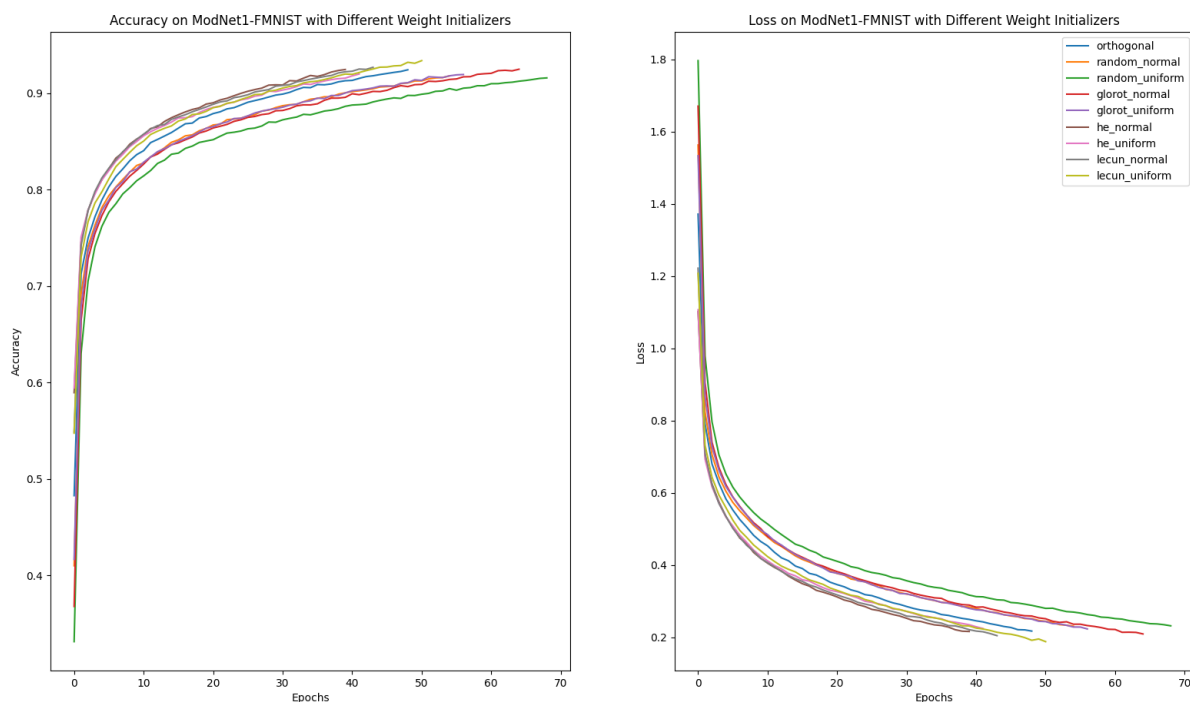 Accuracy on ModNet1-FMNIST with Different Weight Initializers
0.9
0.8
0.7
0.6
0.5
0.4
Accuracy
0
10
20
30
40
50
60
70
Epochs
Loss on ModNet1-FMNIST with Different Weight Initializers
orthogonal
random_normal
random_uniform
glorot_normal
glorot_uniform
he_normal
he_uniform
lecun_normal
lecun_uniform
1.8
1.6
1.4
1.2
1.0
0.8
0.6
0.4
0.2
Loss
0
10
20
30
40
50
60
70
Epochs